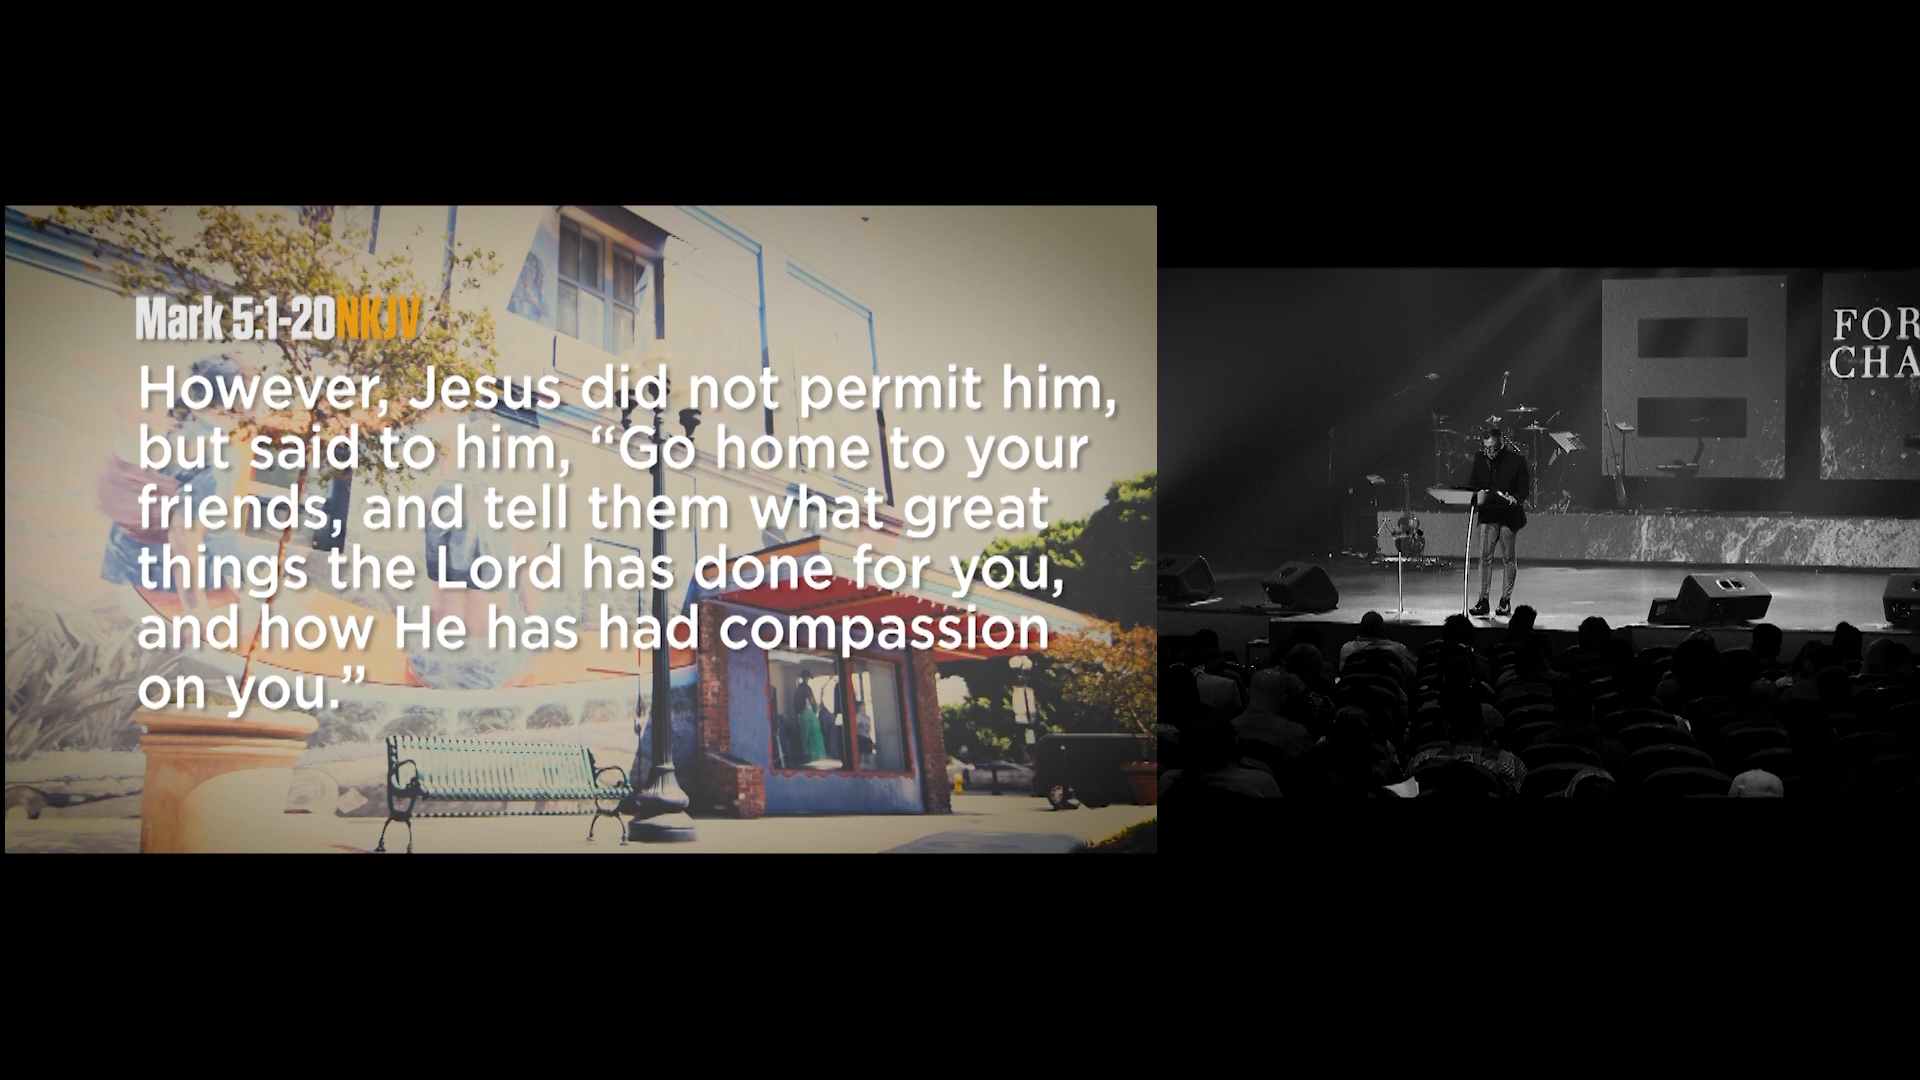 Mark 5:1-20NKJV
However, Jesus did not permit him,
but said to him, “Go home to your
friends, and tell them what great
things the Lord has done for you,
and how He has had compassion
on you.”
FOR
CHA